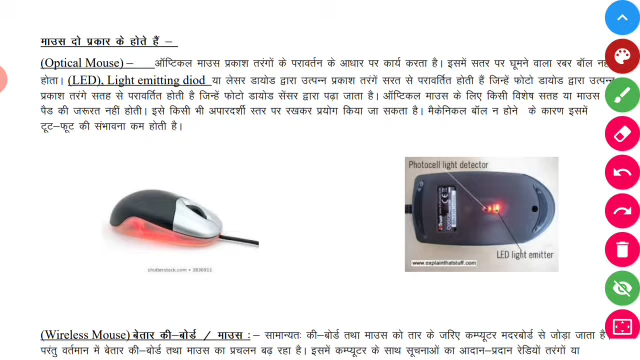 माउस दो प्रकार के होते हैं –
(Optical Mouse) – ऑप्टिकल माउस प्रकाश तरंगों के परावर्तन के आधार पर कार्य करता है। इसमें सतर पर घूमने वाला रबर बॉल
होता। (LED), Light emitting diod या लेसर डायोड द्वारा उत्पन्न प्रकाश तरंगें सरत से परावर्तित होती हैं जिन्हें फोटो डायोड द्वारा
प्रकाश तरंगे सतह से परावर्तित होती है जिन्हें फोटो डायोड सेंसर द्वारा पढ़ा जाता है। ऑप्टिकल माउस के लिए किसी विशेष सतह या माउस
पैड की जरूरत नहीं होती। इसे किसी भी अपारदर्शी स्तर पर रखकर प्रयोग किया जा सकता है। मैकेनिकल बॉल न होने के कारण इसमें
टूट–फूट की संभावना कम होती है।
Photocell light detector
LED light emitter
www.explainthatstuff.com
shutterstock.com •
(Wireless Mouse) बेतार की–बोर्ड / माउस :– सामान्यतः की–बोर्ड तथा माउस को तार के जरिए कम्प्यूटर मदरबोर्ड से जोड़ा जाता है
परंतु वर्तमान में बेतार की–बोर्ड तथा माउस का प्रचलन बढ़ रहा है। इसमें कम्प्यूटर के साथ सूचनाओं का आदान–प्रदान रेडियों तरंगों या